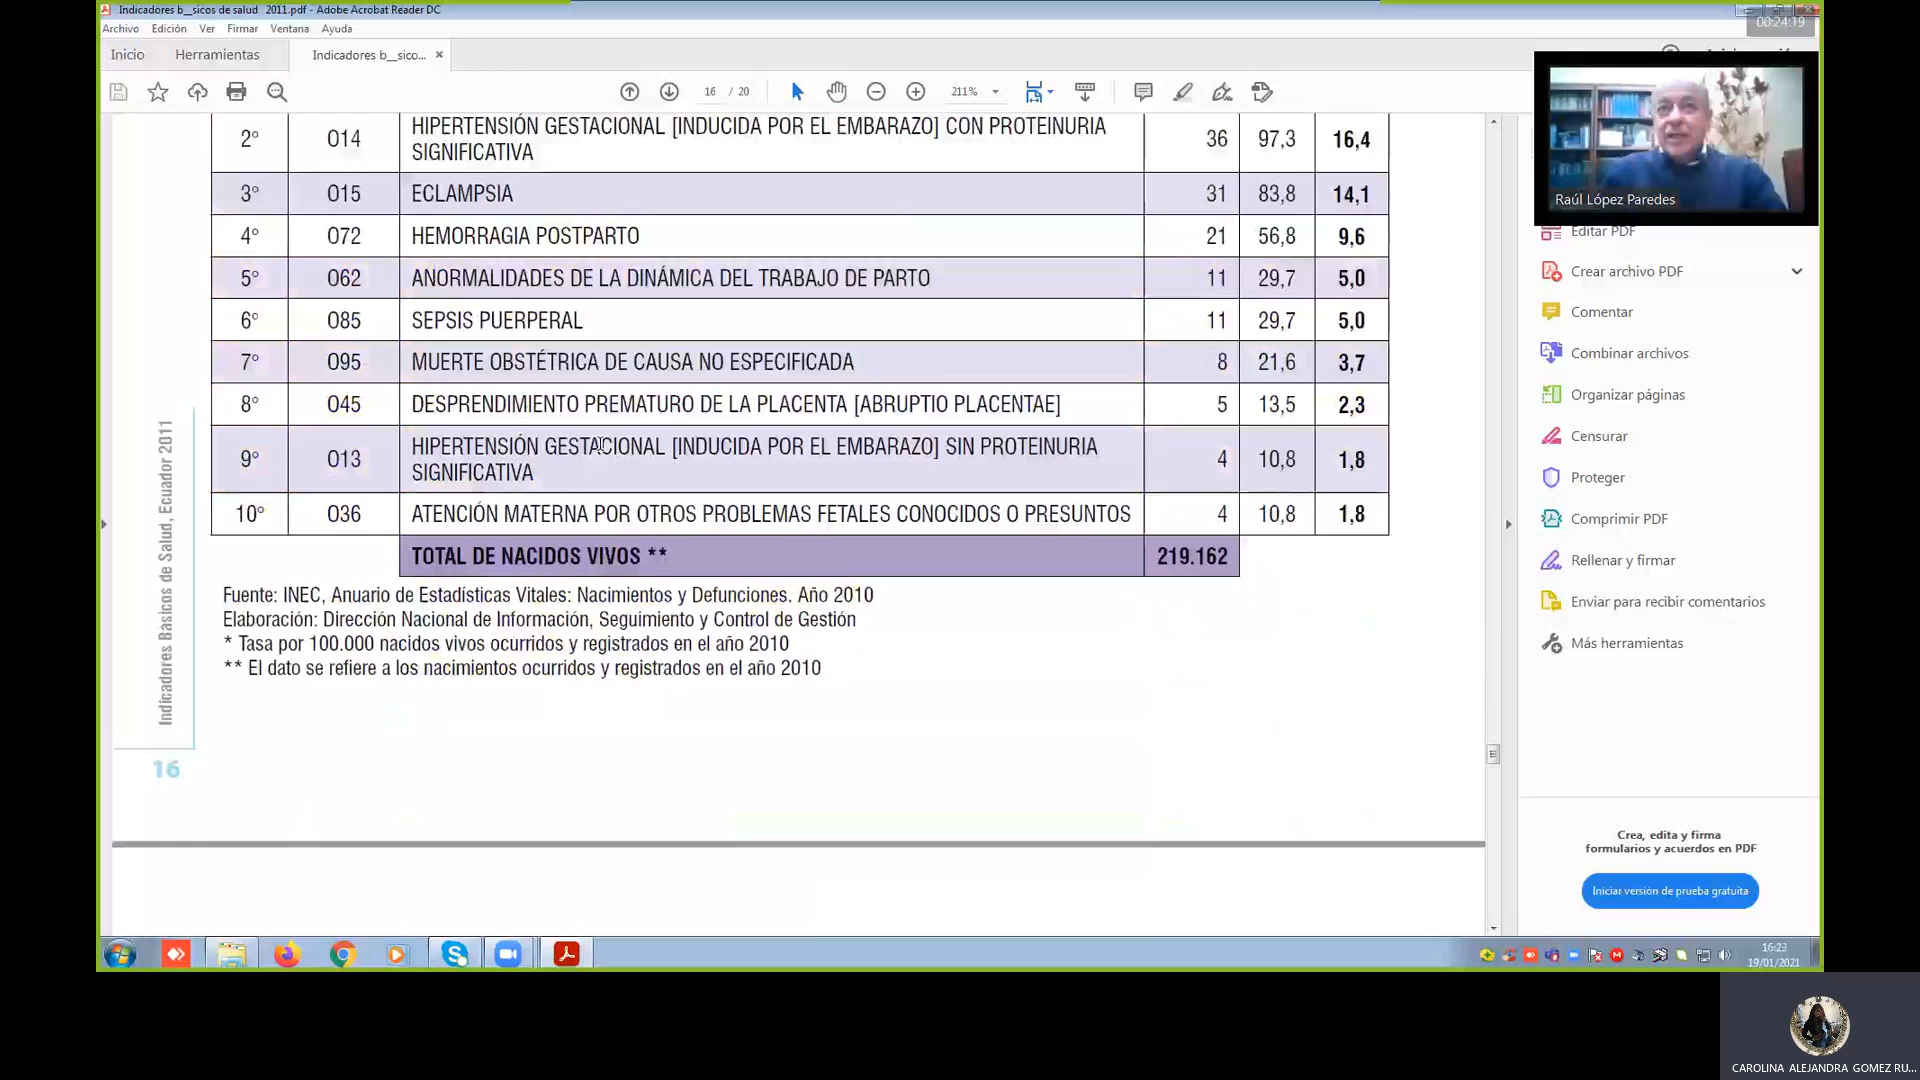 Indicadores b__sicos de salud 2011.pdf - Adobe Acrobat Reader DC
Archivo Edición Ver Firmar Ventana Ayuda
00:24:19
Inicio Herramientas Indicadores b__sico... ×
16 / 20 211%
2° O14 HIPERTENSIÓN GESTACIONAL [INDUCIDA POR EL EMBARAZO] CON PROTEINURIA
SIGNIFICATIVA 36 97,3 16,4
3° O15 ECLAMPSIA 31 83,8 14,1
4° O72 HEMORRAGIA POSTPARTO 21 56,8 9,6
5° O62 ANORMALIDADES DE LA DINÁMICA DEL TRABAJO DE PARTO 11 29,7 5,0
6° O85 SEPSIS PUERPERAL 11 29,7 5,0
7° O95 MUERTE OBSTÉTRICA DE CAUSA NO ESPECIFICADA 8 21,6 3,7
8° O45 DESPRENDIMIENTO PREMATURO DE LA PLACENTA [ABRUPTIO PLACENTAE] 5 13,5 2,3
9° O13 HIPERTENSIÓN GESTACIONAL [INDUCIDA POR EL EMBARAZO] SIN PROTEINURIA
SIGNIFICATIVA 4 10,8 1,8
10° O36 ATENCIÓN MATERNA POR OTROS PROBLEMAS FETALES CONOCIDOS O PRESUNTOS 4 10,8 1,8
TOTAL DE NACIDOS VIVOS ** 219.162
Fuente: INEC, Anuario de Estadísticas Vitales: Nacimientos y Defunciones. Año 2010
Elaboración: Dirección Nacional de Información, Seguimiento y Control de Gestión
* Tasa por 100.000 nacidos vivos ocurridos y registrados en el año 2010
** El dato se refiere a los nacimientos ocurridos y registrados en el año 2010
Indicadores Básicos de Salud, Ecuador 2011
16
Raúl López Paredes
Editar PDF
Crear archivo PDF
Comentar
Combinar archivos
Organizar páginas
Censurar
Proteger
Comprimir PDF
Rellenar y firmar
Enviar para recibir comentarios
Más herramientas
Crea, edita y firma
formularios y acuerdos en PDF
Iniciar versión de prueba gratuita
16:23
19/01/2021
CAROLINA ALEJANDRA GOMEZ RU...